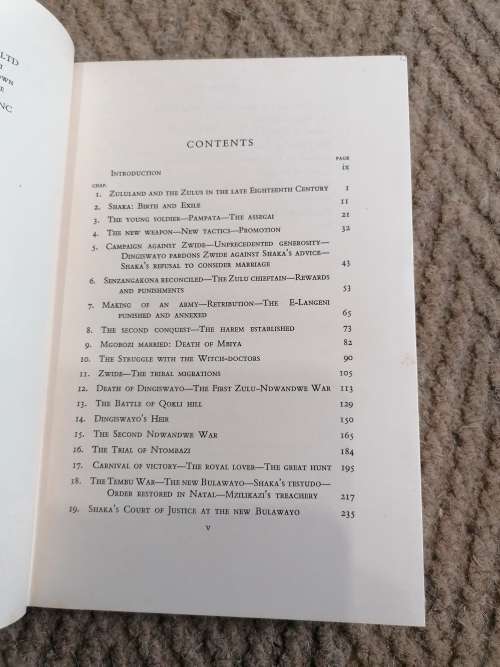 LTD
OWN
NC
CONTENTS
PAGE
INTRODUCTION ix
CHAP.
1. ZULULAND AND THE ZULUS IN THE LATE EIGHTEENTH CENTURY 1
2. SHAKA: BIRTH AND EXILE 11
3. THE YOUNG SOLDIER—PAMPATA—THE ASSEGAI 21
4. THE NEW WEAPON—NEW TACTICS—PROMOTION 32
5. CAMPAIGN AGAINST ZWIDE—UNPRECEDENTED GENEROSITY—
DINGISWAYO PARDONS ZWIDE AGAINST SHAKA'S ADVICE—
SHAKA'S REFUSAL TO CONSIDER MARRIAGE 43
6. SENZANGAKONA RECONCILED—THE ZULU CHIEFTAIN—REWARDS
AND PUNISHMENTS 53
7. MAKING OF AN ARMY—RETRIBUTION—THE E-LANGENI
PUNISHED AND ANNEXED 65
8. THE SECOND CONQUEST—THE HAREM ESTABLISHED 73
9. MGOBOZI MARRIED: DEATH OF MBIYA 82
10. THE STRUGGLE WITH THE WITCH-DOCTORS 90
11. ZWIDE—THE TRIBAL MIGRATIONS 105
12. DEATH OF DINGISWAYO—THE FIRST ZULU-NDWANDWE WAR 113
13. THE BATTLE OF QOKLI HILL 129
14. DINGISWAYO'S HEIR 150
15. THE SECOND NDWANDWE WAR 165
16. THE TRIAL OF NTOMBAZI 184
17. CARNIVAL OF VICTORY—THE ROYAL LOVER—THE GREAT HUNT 195
18. THE TEMBU WAR—THE NEW BULAWAYO—SHAKA'S TESTUDO—
ORDER RESTORED IN NATAL—MZILIKAZI'S TREACHERY 217
19. SHAKA'S COURT OF JUSTICE AT THE NEW BULAWAYO 235
v